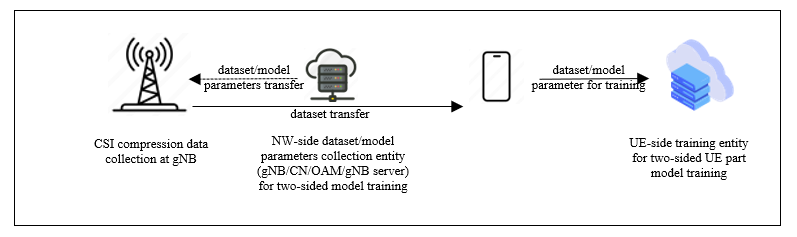 dataset/model
parameters transfer
dataset transfer
dataset/model
parameter for training
CSI compression data
collection at gNB
NW-side dataset/model
parameters collection entity
(gNB/CN/OAM/gNB server)
for two-sided model training
UE-side training entity
for two-sided UE part
model training